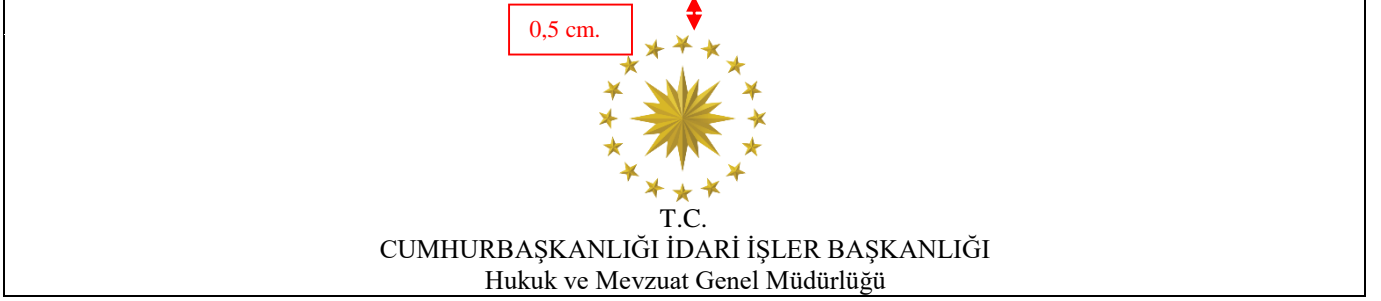 0,5 cm.
T.C.
CUMHURBAŞKANLIĞI İDARİ İŞLER BAŞKANLIĞI
Hukuk ve Mevzuat Genel Müdürlüğü